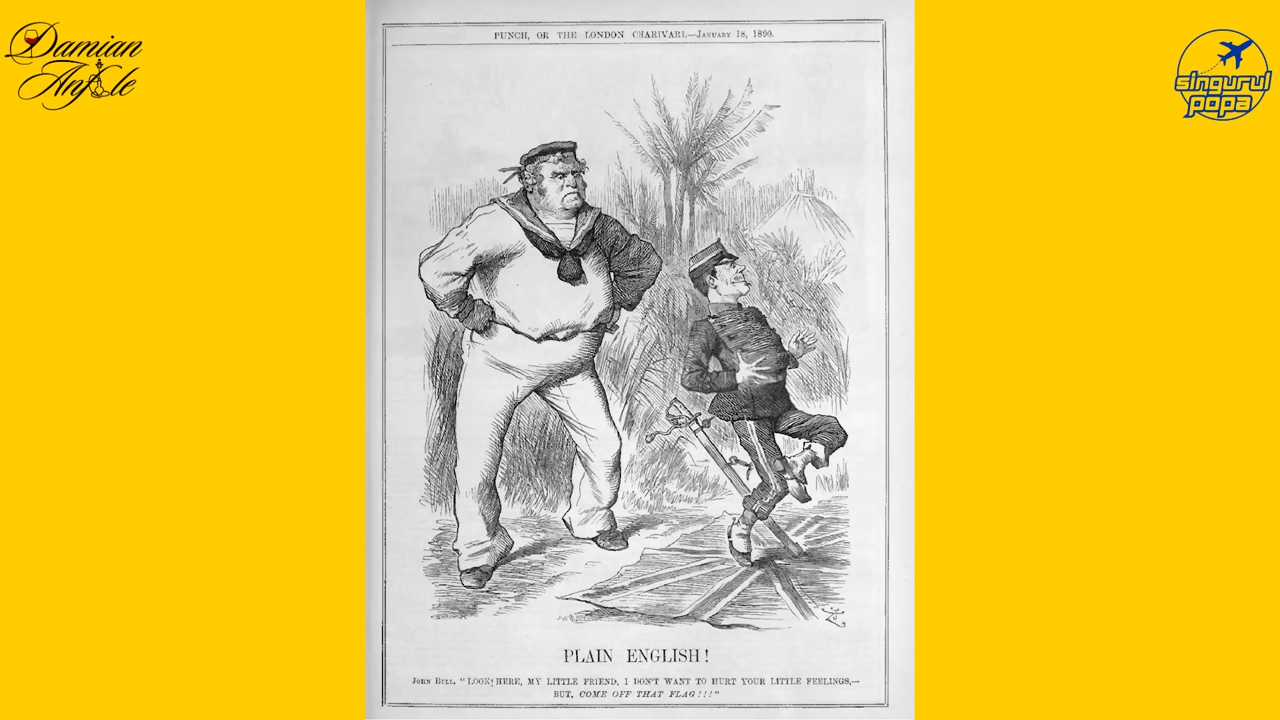 Damian
Anjole
singurul
popa
PUNCH, OR THE LONDON CHARIVARI.—January 18, 1890.
PLAIN ENGLISH!
John Bull. "LOOK HERE, MY LITTLE FRIEND, I DON'T WANT TO HURT YOUR LITTLE FEELINGS,—
BUT, COME OFF THAT FLAG!!!"